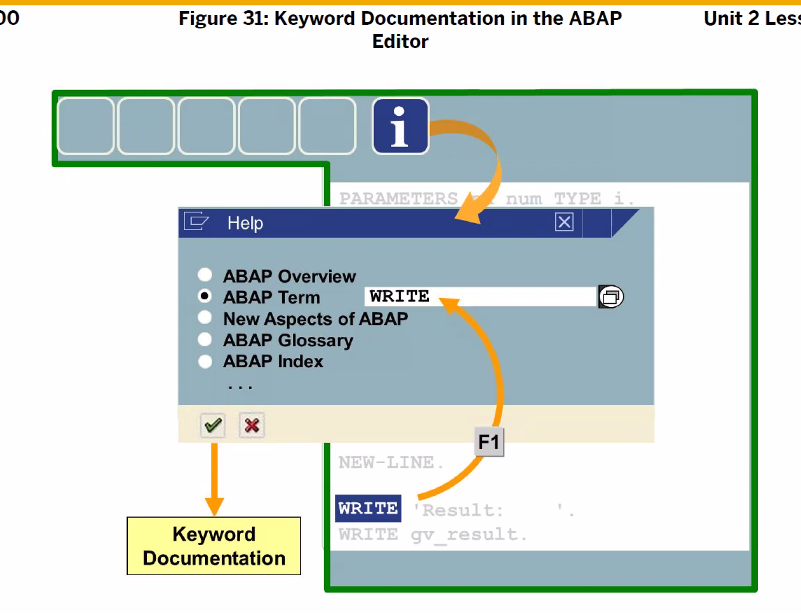 00
Figure 31: Keyword Documentation in the ABAP
Editor
Unit 2 Less
i
PARAMETERS num TYPE i.
Help
ABAP Overview
ABAP Term WRITE
New Aspects of ABAP
ABAP Glossary
ABAP Index
...
F1
NEW-LINE.
WRITE 'Result: '.
WRITE gv_result.
Keyword
Documentation